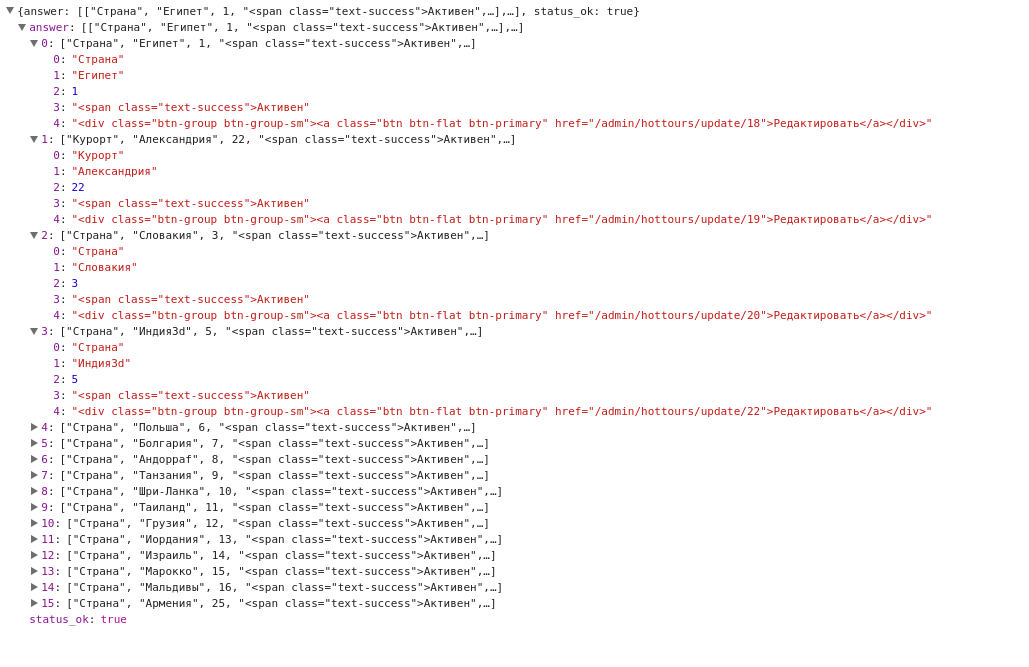 {answer: [["Страна", "Египет", 1, "<span class="text-success">Активен",…],…], status_ok: true}
answer: [["Страна", "Египет", 1, "<span class="text-success">Активен",…],…]
0: ["Страна", "Египет", 1, "<span class="text-success">Активен",…]
0: "Страна"
1: "Египет"
2: 1
3: "<span class="text-success">Активен"
4: "<div class="btn-group btn-group-sm"><a class="btn btn-flat btn-primary" href="/admin/hottours/update/18">Редактировать</a></div>"
1: ["Курорт", "Александрия", 22, "<span class="text-success">Активен",…]
0: "Курорт"
1: "Александрия"
2: 22
3: "<span class="text-success">Активен"
4: "<div class="btn-group btn-group-sm"><a class="btn btn-flat btn-primary" href="/admin/hottours/update/19">Редактировать</a></div>"
2: ["Страна", "Словакия", 3, "<span class="text-success">Активен",…]
0: "Страна"
1: "Словакия"
2: 3
3: "<span class="text-success">Активен"
4: "<div class="btn-group btn-group-sm"><a class="btn btn-flat btn-primary" href="/admin/hottours/update/20">Редактировать</a></div>"
3: ["Страна", "Индия3d", 5, "<span class="text-success">Активен",…]
0: "Страна"
1: "Индия3d"
2: 5
3: "<span class="text-success">Активен"
4: "<div class="btn-group btn-group-sm"><a class="btn btn-flat btn-primary" href="/admin/hottours/update/22">Редактировать</a></div>"
4: ["Страна", "Польша", 6, "<span class="text-success">Активен",…]
5: ["Страна", "Болгария", 7, "<span class="text-success">Активен",…]
6: ["Страна", "Андорраf", 8, "<span class="text-success">Активен",…]
7: ["Страна", "Танзания", 9, "<span class="text-success">Активен",…]
8: ["Страна", "Шри-Ланка", 10, "<span class="text-success">Активен",…]
9: ["Страна", "Таиланд", 11, "<span class="text-success">Активен",…]
10: ["Страна", "Грузия", 12, "<span class="text-success">Активен",…]
11: ["Страна", "Иордания", 13, "<span class="text-success">Активен",…]
12: ["Страна", "Израиль", 14, "<span class="text-success">Активен",…]
13: ["Страна", "Марокко", 15, "<span class="text-success">Активен",…]
14: ["Страна", "Мальдивы", 16, "<span class="text-success">Активен",…]
15: ["Страна", "Армения", 25, "<span class="text-success">Активен",…]
status_ok: true